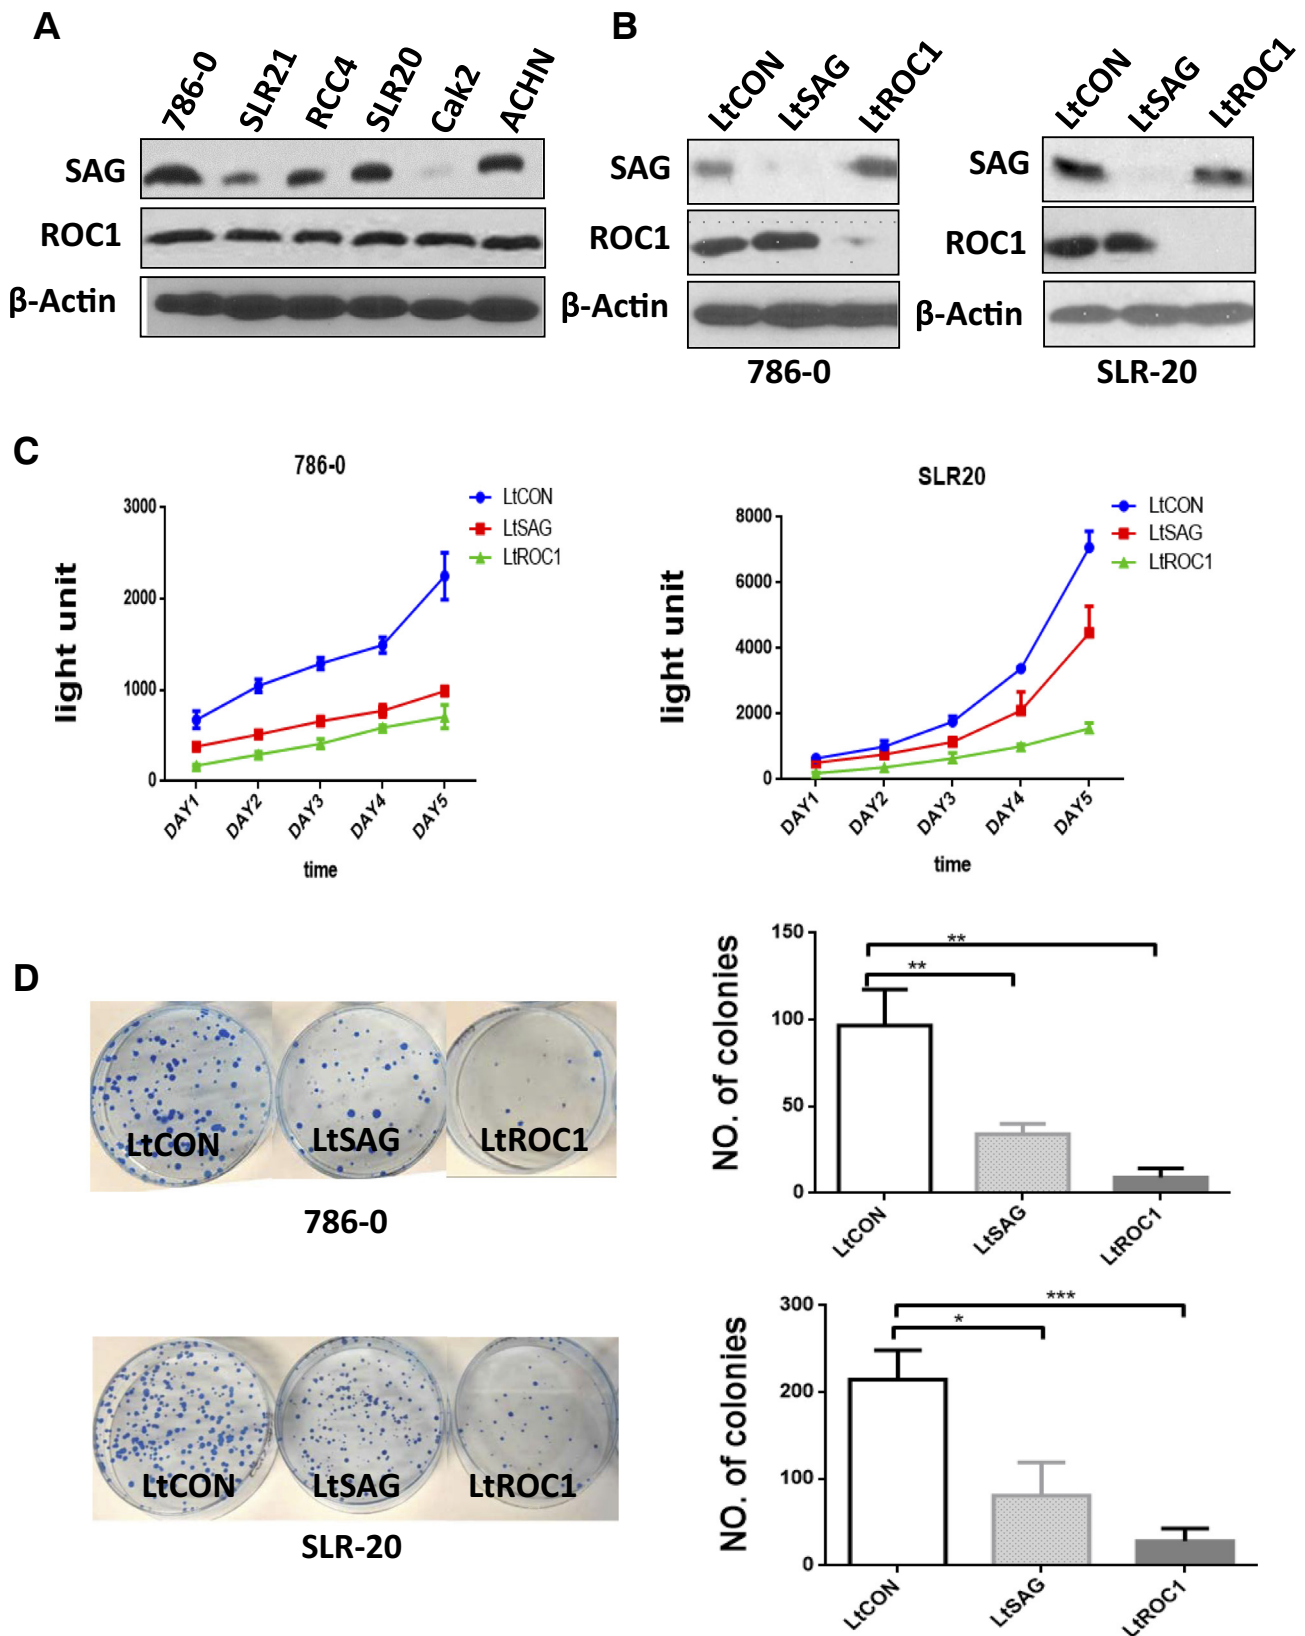 A
786-0 SLR21 RCC4 SLR20 Cak2 ACHN
SAG
ROC1
β-Actin
B
LtCON LtSAG LtROC1
SAG
ROC1
β-Actin
786-0
LtCON LtSAG LtROC1
SAG
ROC1
β-Actin
SLR-20
C
786-0
LtCON
LtSAG
LtROC1
3000
2000
1000
0
light unit
DAY1 DAY2 DAY3 DAY4 DAY5
time
SLR20
LtCON
LtSAG
LtROC1
8000
6000
4000
2000
0
light unit
DAY1 DAY2 DAY3 DAY4 DAY5
time
D
LtCON LtSAG LtROC1
786-0
150
100
50
0
NO. of colonies
**
**
LtCON LtSAG LtROC1
LtCON LtSAG LtROC1
SLR-20
300
200
100
0
NO. of colonies
***
*
LtCON LtSAG LtROC1